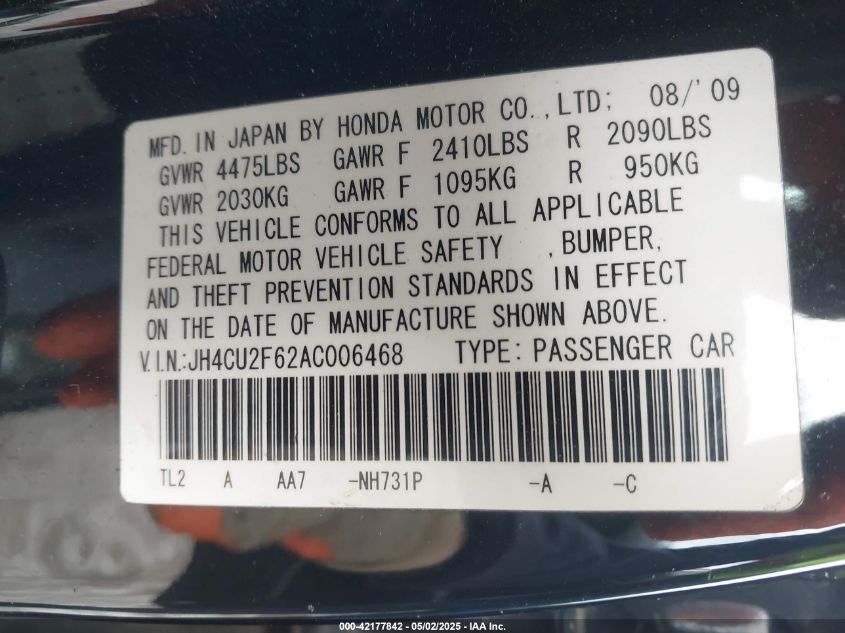 MFD. IN JAPAN BY HONDA MOTOR CO.,LTD; 08/'09
GVWR 4475LBS GAWR F 2410LBS R 2090LBS
GVWR 2030KG GAWR F 1095KG R 950KG
THIS VEHICLE CONFORMS TO ALL APPLICABLE
FEDERAL MOTOR VEHICLE SAFETY ,BUMPER,
AND THEFT PREVENTION STANDARDS IN EFFECT
ON THE DATE OF MANUFACTURE SHOWN ABOVE.
V.I.N.:JH4CU2F62AC006468 TYPE: PASSENGER CAR
TL2 A AA7 -NH731P -A -C
000-42177842 - 05/02/2025 - IAA Inc.